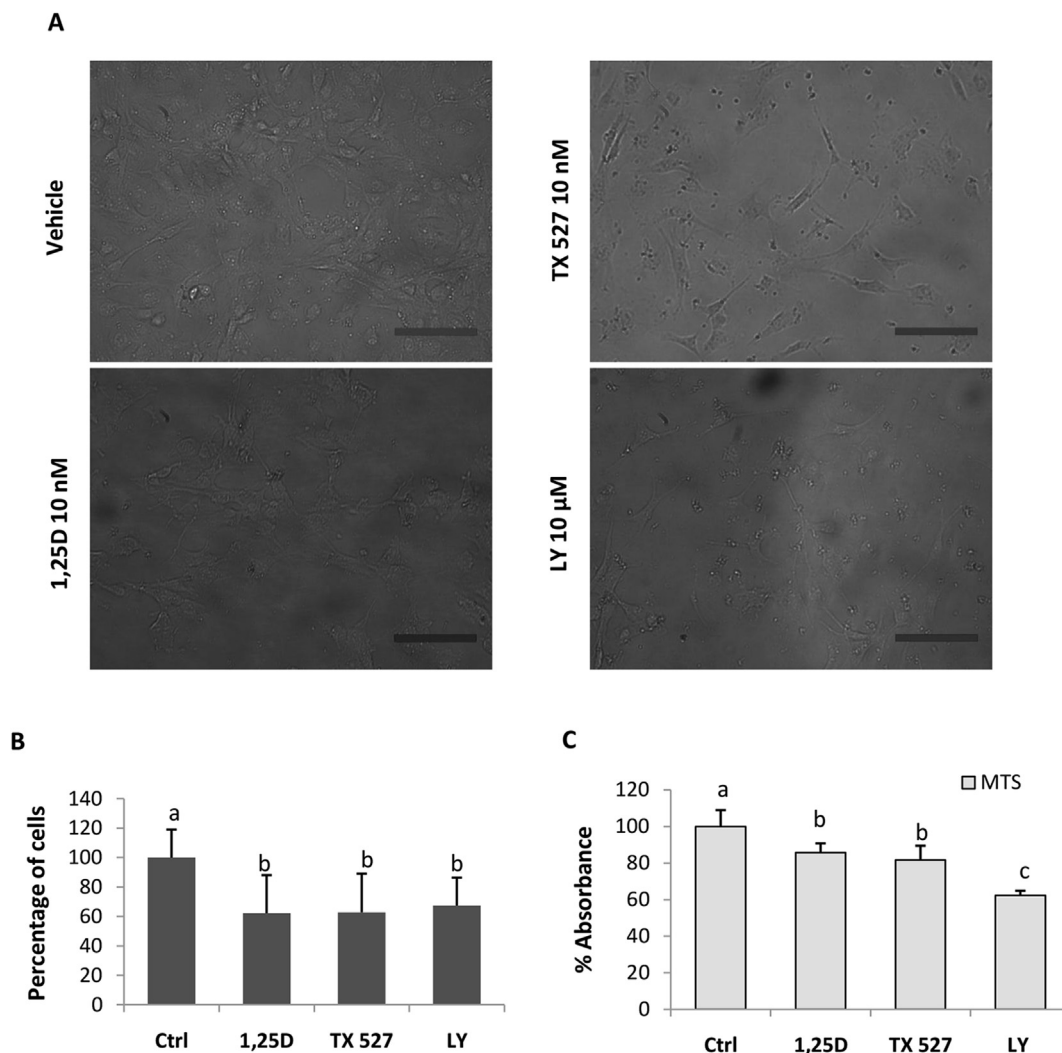 A
Vehicle
TX 527 10 nM
1,25D 10 nM
LY 10 µM
B
Percentage of cells
140
120
100
80
60
40
20
0
a
b
b
b
Ctrl
1,25D
TX 527
LY
C
% Absorbance
120
100
80
60
40
20
0
MTS
a
b
b
c
Ctrl
1,25D
TX 527
LY